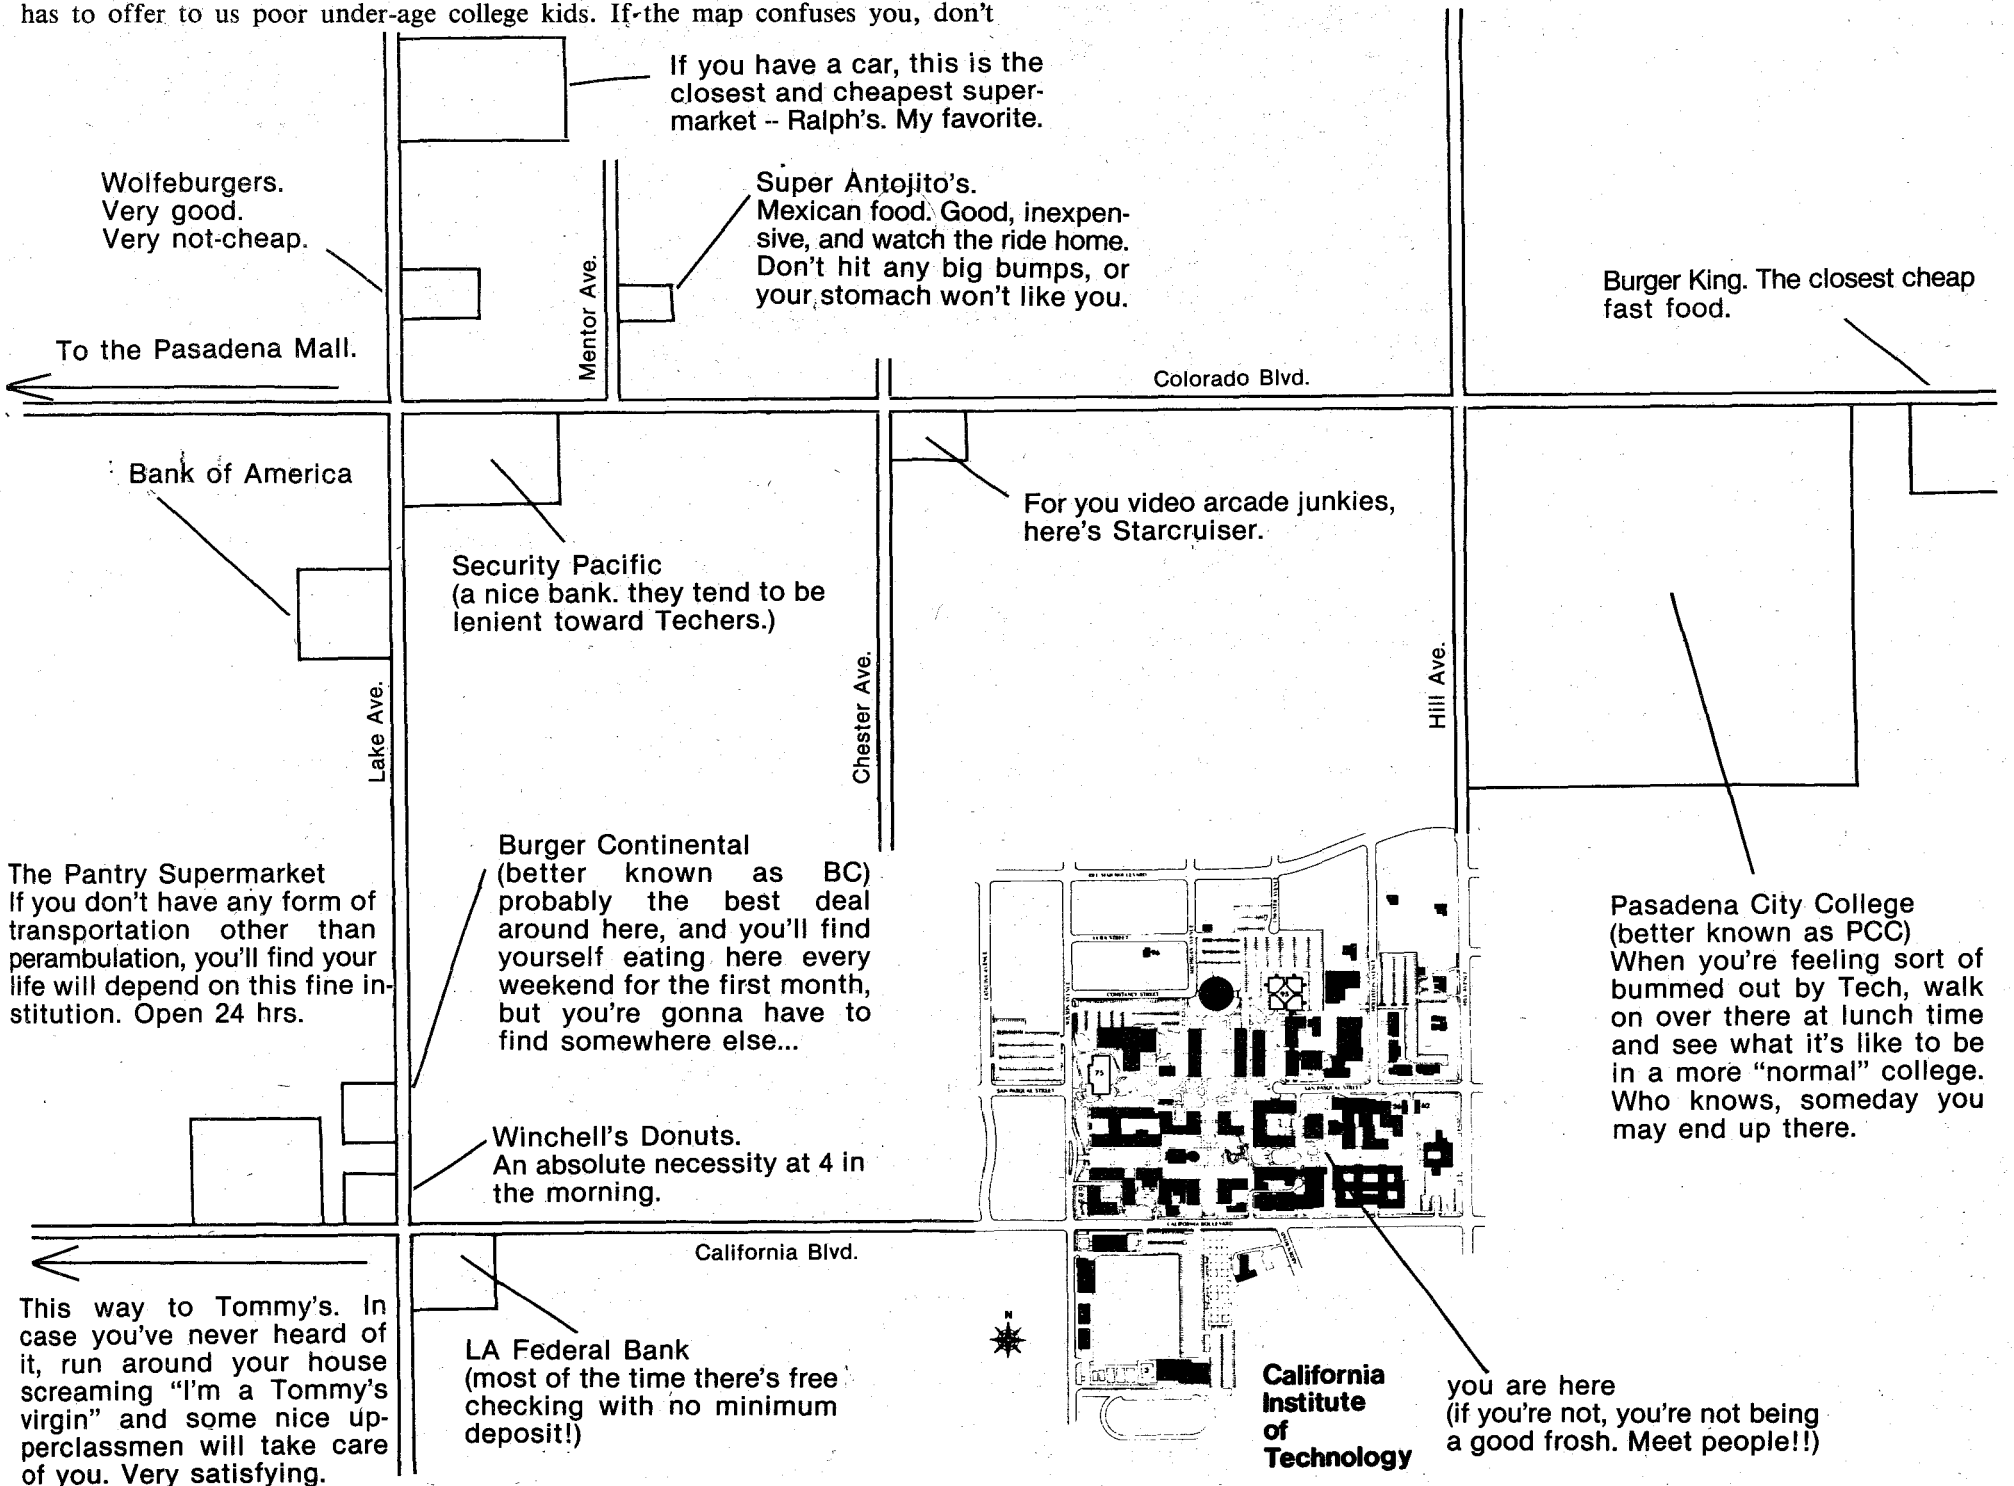 has to offer to us poor under-age college kids. If the map confuses you, don't
If you have a car, this is the
closest and cheapest super-
market -- Ralph's. My favorite.
Wolfeburgers.
Very good.
Very not-cheap.
Mentor Ave.
Super Antojito's.
Mexican food. Good, inexpen-
sive, and watch the ride home.
Don't hit any big bumps, or
your stomach won't like you.
Burger King. The closest cheap
fast food.
To the Pasadena Mall.
Colorado Blvd.
Bank of America
Security Pacific
(a nice bank. they tend to be
lenient toward Techers.)
For you video arcade junkies,
here's Starcruiser.
Lake Ave.
Chester Ave.
Hill Ave.
The Pantry Supermarket
If you don't have any form of
transportation other than
perambulation, you'll find your
life will depend on this fine in-
stitution. Open 24 hrs.
Burger Continental
(better known as BC)
probably the best deal
around here, and you'll find
yourself eating here every
weekend for the first month,
but you're gonna have to
find somewhere else...
Pasadena City College
(better known as PCC)
When you're feeling sort of
bummed out by Tech, walk
on over there at lunch time
and see what it's like to be
in a more "normal" college.
Who knows, someday you
may end up there.
Winchell's Donuts.
An absolute necessity at 4 in
the morning.
CONSTANCE STREET
75
SAN PASQUAL STREET
SAN PASQUAL STREET
CALIFORNIA BOULEVARD
California Blvd.
This way to Tommy's. In
case you've never heard of
it, run around your house
screaming "I'm a Tommy's
virgin" and some nice up-
perclassmen will take care
of you. Very satisfying.
LA Federal Bank
(most of the time there's free
checking with no minimum
deposit!)
N
California
Institute
of
Technology
you are here
(if you're not, you're not being
a good frosh. Meet people!!)